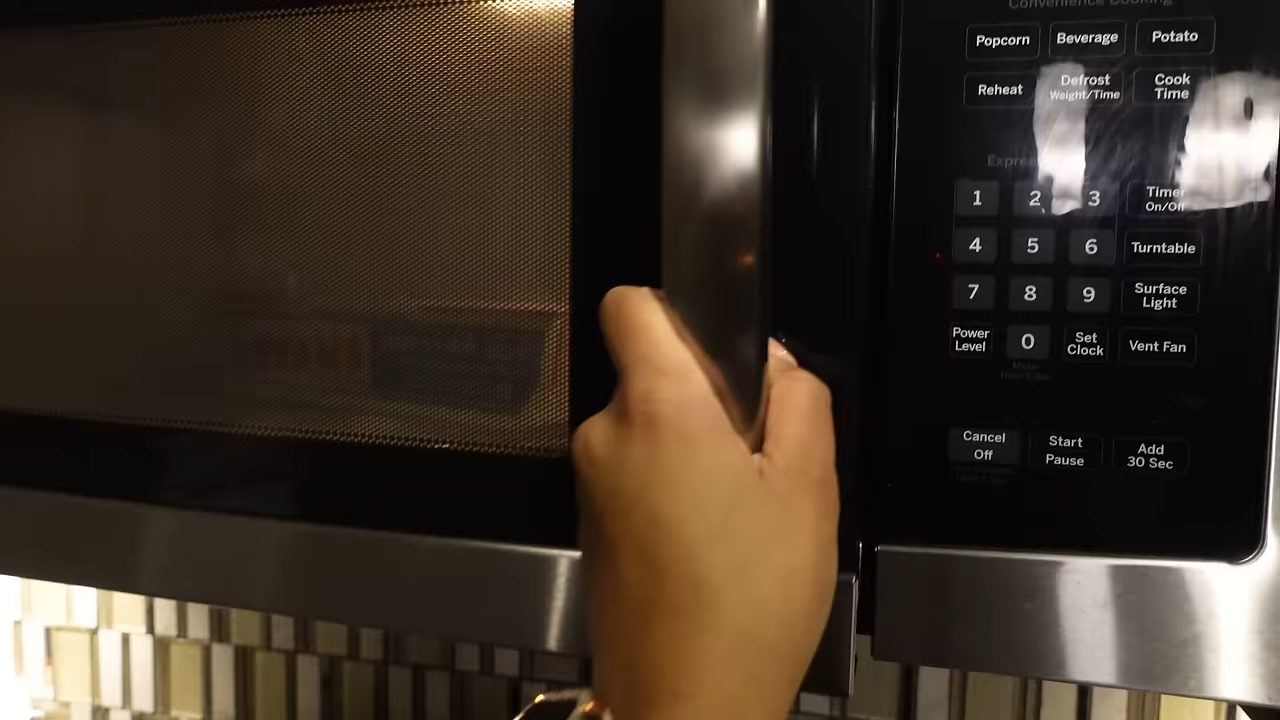 Convenience Cooking
Popcorn Beverage Potato
Reheat Defrost Weight/Time Cook Time
1 2 3 Timer On/Off
4 5 6 Turntable
7 8 9 Surface Light
Power Level 0 Set Clock Vent Fan
Cancel Off Start Pause Add 30 Sec